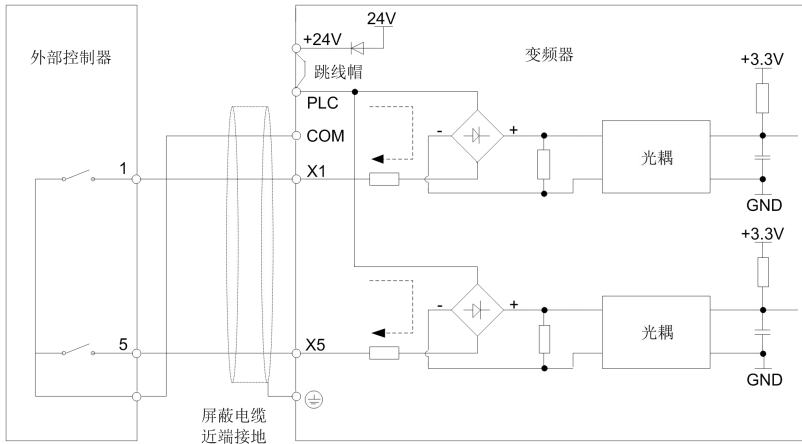 外部控制器
24V
+24V
跳线帽
变频器
+3.3V
PLC
COM
-
+
光耦
1
X1
GND
+3.3V
-
+
光耦
5
X5
GND
屏蔽电缆
近端接地